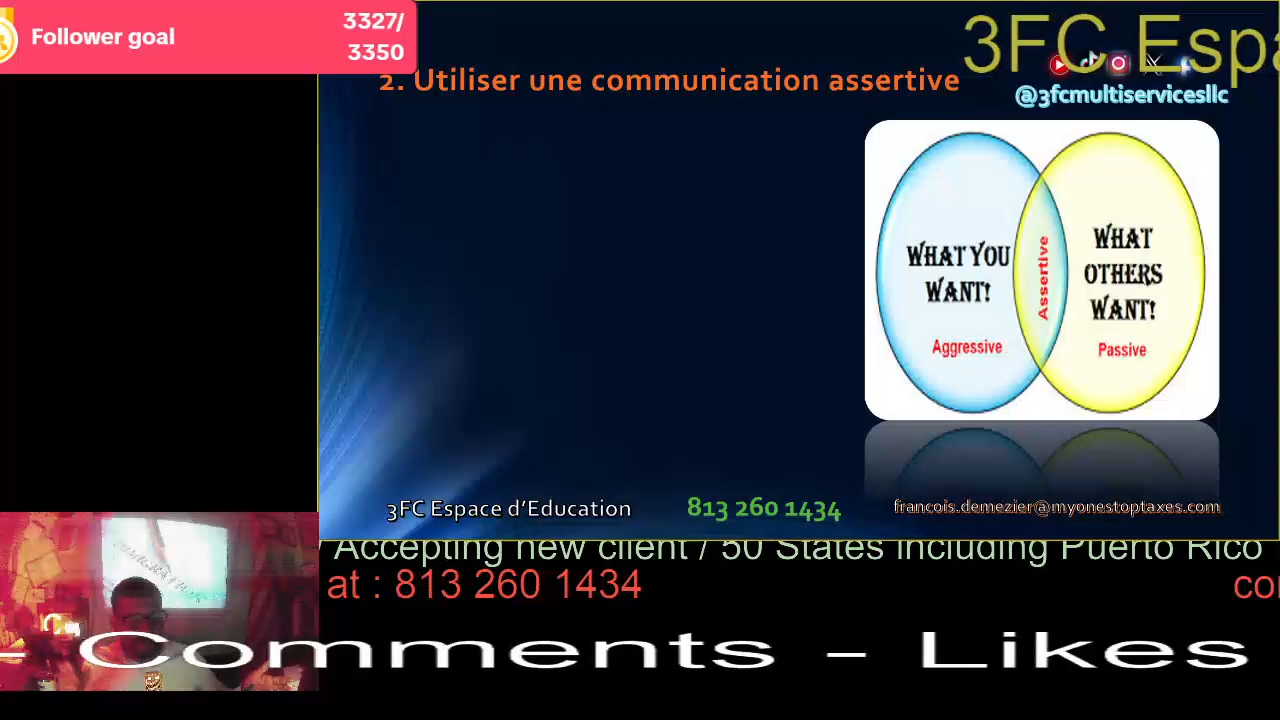 Follower goal
3327/
3350
3FC Espa
2. Utiliser une communication assertive
@3fcmultiservicesllc
WHAT YOU
WANT!
Aggressive
Assertive
WHAT
OTHERS
WANT!
Passive
3FC Espace d'Education
813 260 1434
francois.demezier@myonestoptaxes.com
Accepting new client / 50 States Including Puerto Rico
at : 813 260 1434
- Comments - Likes